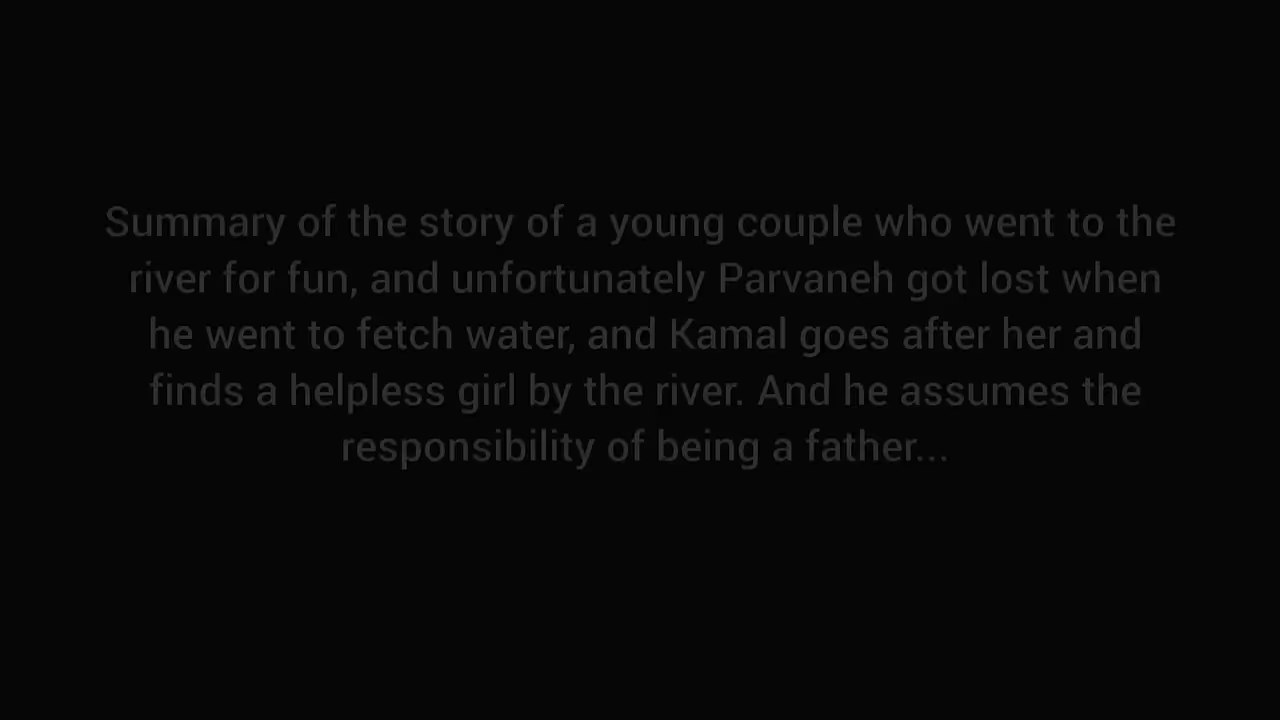 Summary of the story of a young couple who went to the
river for fun, and unfortunately Parvaneh got lost when
he went to fetch water, and Kamal goes after her and
finds a helpless girl by the river. And he assumes the
responsibility of being a father...